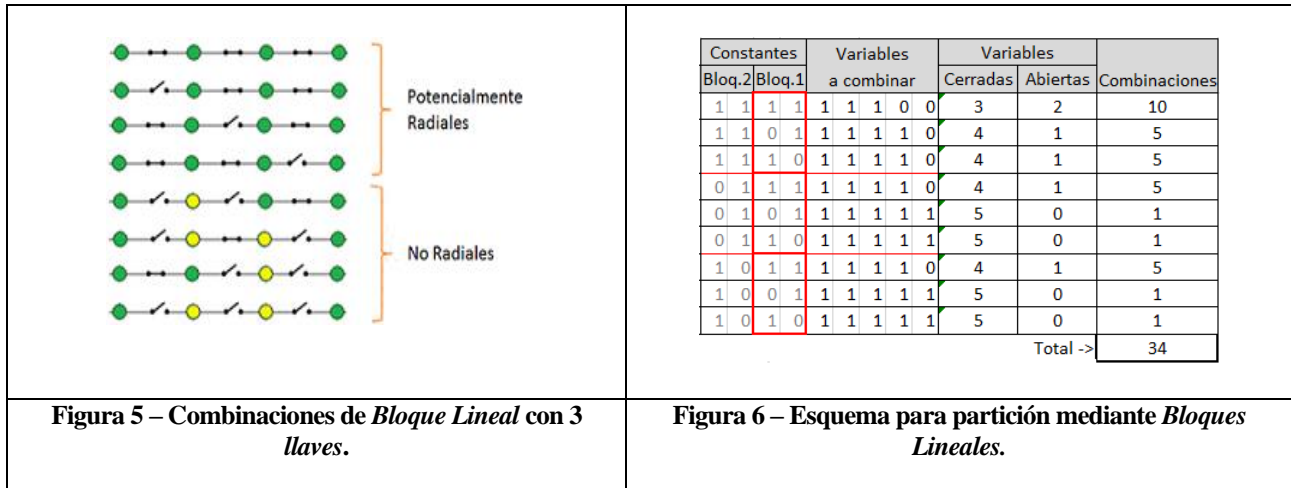 Potencialmente
Radiales
No Radiales
Figura 5 – Combinaciones de Bloque Lineal con 3
llaves.
Constantes Variables Variables
Bloq.2 Bloq.1 a combinar Cerradas Abiertas Combinaciones
1 1 1 1 1 1 1 0 0 3 2 10
1 1 0 1 1 1 1 1 0 4 1 5
1 1 1 0 1 1 1 1 0 4 1 5
0 1 1 1 1 1 1 1 0 4 1 5
0 1 0 1 1 1 1 1 1 5 0 1
0 1 1 0 1 1 1 1 1 5 0 1
1 0 1 1 1 1 1 1 0 4 1 5
1 0 0 1 1 1 1 1 1 5 0 1
1 0 1 0 1 1 1 1 1 5 0 1
Total -> 34
Figura 6 – Esquema para partición mediante Bloques
Lineales.